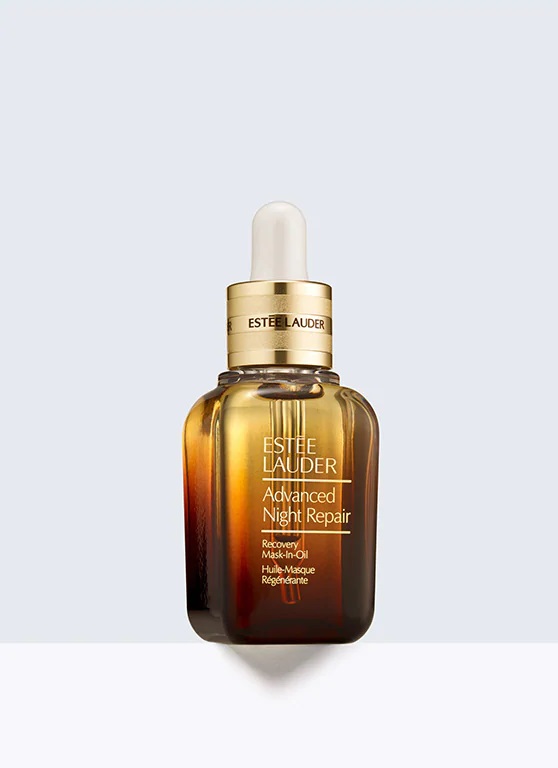 ESTĒE LAUDER
ESTĒE
LAUDER
Advanced
Night Repair
Recovery
Mask-In-Oil
Huile-Masque
Régénérante